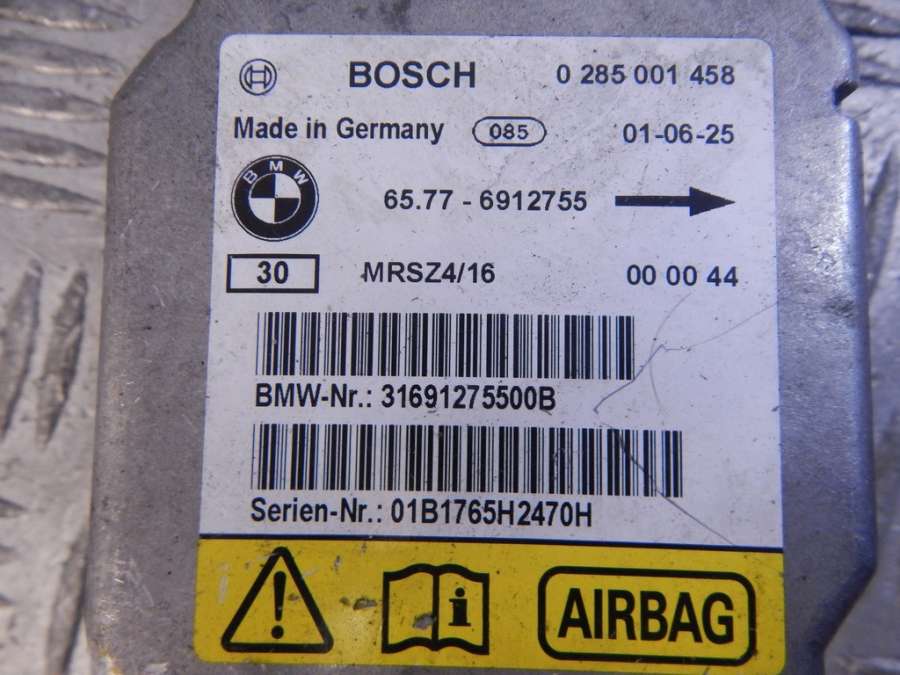 BOSCH 0 285 001 458
Made in Germany 085 01-06-25
BMW 65.77 - 6912755
30 MRSZ4/16 00 00 44
BMW-Nr.: 31691275500B
Serien-Nr.: 01B1765H2470H
AIRBAG